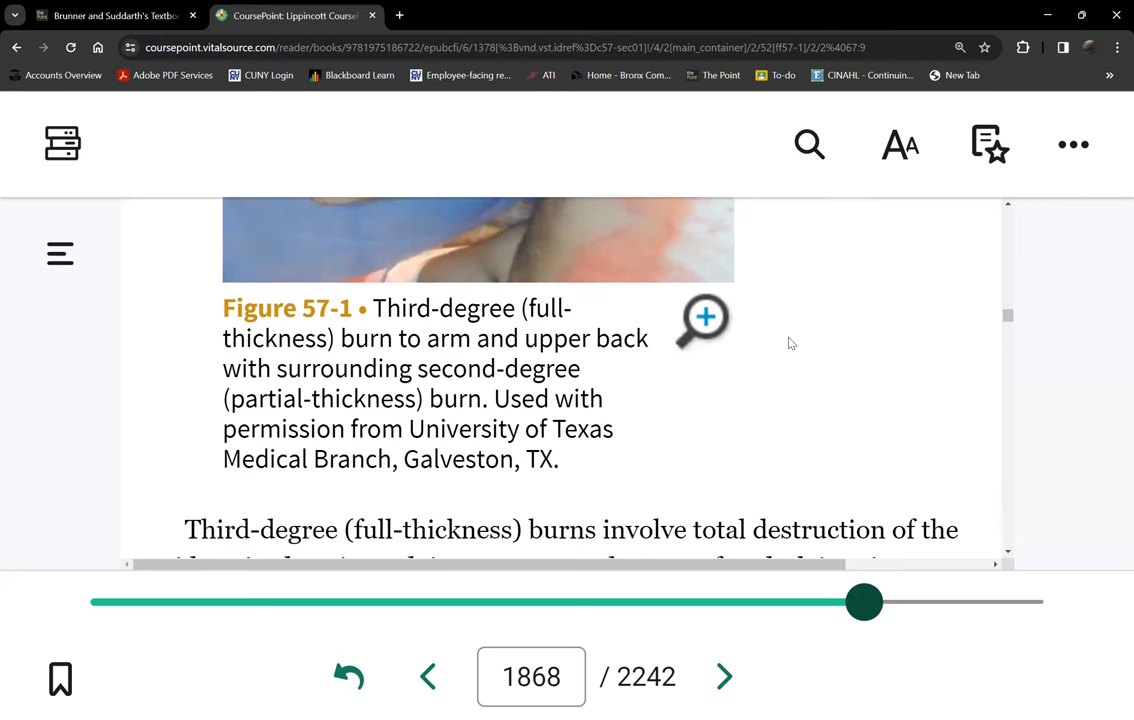 Brunner and Suddarth's Textbo
CoursePoint: Lippincott Course
coursepoint.vitalsource.com/reader/books/9781975186722/epubcfi/6/1378[%3Bvnd.vst.idref%3Dc57-sec01]!/4/2[main_container]/2/52[ff57-1]/2/2%4067:9
Accounts Overview
Adobe PDF Services
CUNY Login
Blackboard Learn
Employee-facing re...
ATI
Home - Bronx Com...
The Point
To-do
CINAHL - Continuin...
New Tab
AA
Figure 57-1 • Third-degree (full-
thickness) burn to arm and upper back
with surrounding second-degree
(partial-thickness) burn. Used with
permission from University of Texas
Medical Branch, Galveston, TX.
Third-degree (full-thickness) burns involve total destruction of the
1868 / 2242